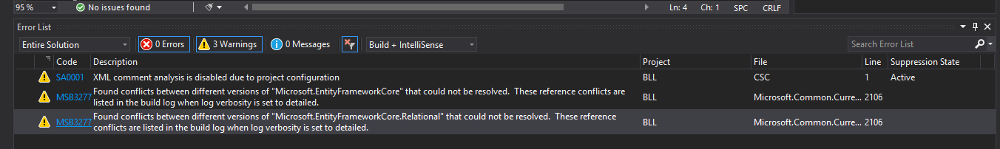 95 % No issues found Ln: 4 Ch: 1 SPC CRLF
Error List
Entire Solution 0 Errors 3 Warnings 0 Messages Build + IntelliSense Search Error List
Code Description Project File Line Suppression State
SA0001 XML comment analysis is disabled due to project configuration BLL CSC 1 Active
Found conflicts between different versions of "Microsoft.EntityFrameworkCore" that could not be resolved.  These reference conflicts are
MSB3277 listed in the build log when log verbosity is set to detailed. BLL Microsoft.Common.Curre... 2106
Found conflicts between different versions of "Microsoft.EntityFrameworkCore.Relational" that could not be resolved.  These reference
MSB3277 conflicts are listed in the build log when log verbosity is set to detailed. BLL Microsoft.Common.Curre... 2106